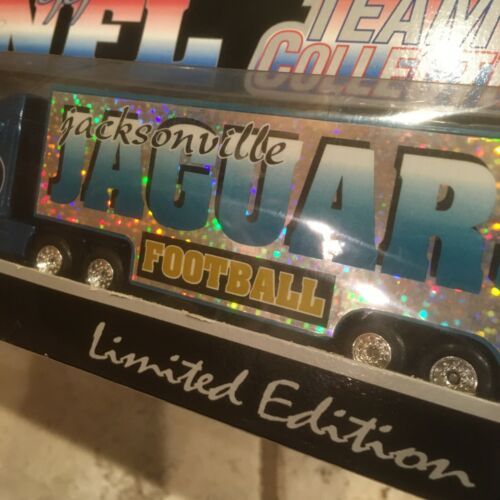 NFL
TEAM
jacksonville
JAGUAR
FOOTBALL
Limited Edition